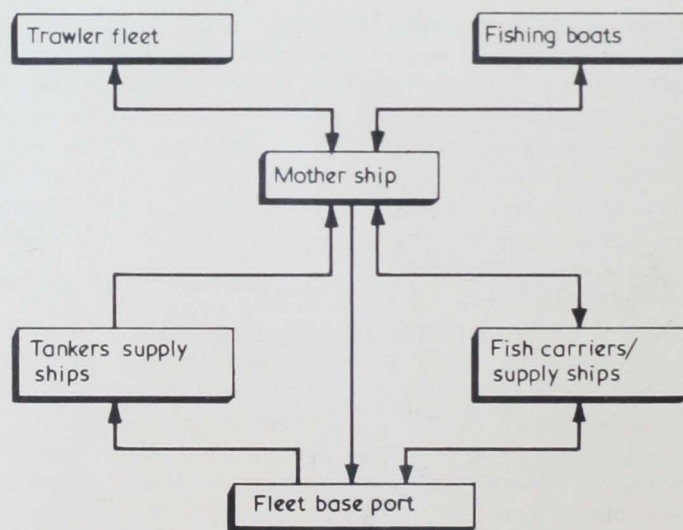 Trawler fleet
Fishing boats
Mother ship
Tankers supply
ships
Fish carriers/
supply ships
Fleet base port